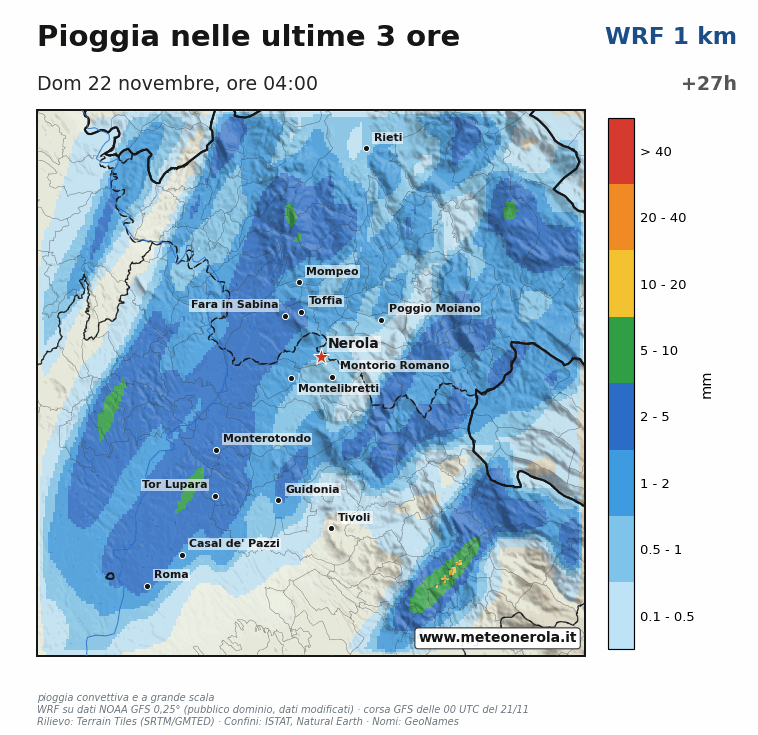 Pioggia nelle ultime 3 ore
WRF 1 km
Dom 22 novembre, ore 04:00
+27h
Rieti
Mompeo
Toffia
Fara in Sabina
Poggio Moiano
Nerola
Montorio Romano
Montelibretti
Monterotondo
Tor Lupara
Guidonia
Tivoli
Casal de' Pazzi
Roma
www.meteonerola.it
> 40
20 - 40
10 - 20
5 - 10
2 - 5
1 - 2
0.5 - 1
0.1 - 0.5
mm
pioggia convettiva e a grande scala
WRF su dati NOAA GFS 0,25° (pubblico dominio, dati modificati) · corsa GFS delle 00 UTC del 21/11
Rilievo: Terrain Tiles (SRTM/GMTED) · Confini: ISTAT, Natural Earth · Nomi: GeoNames